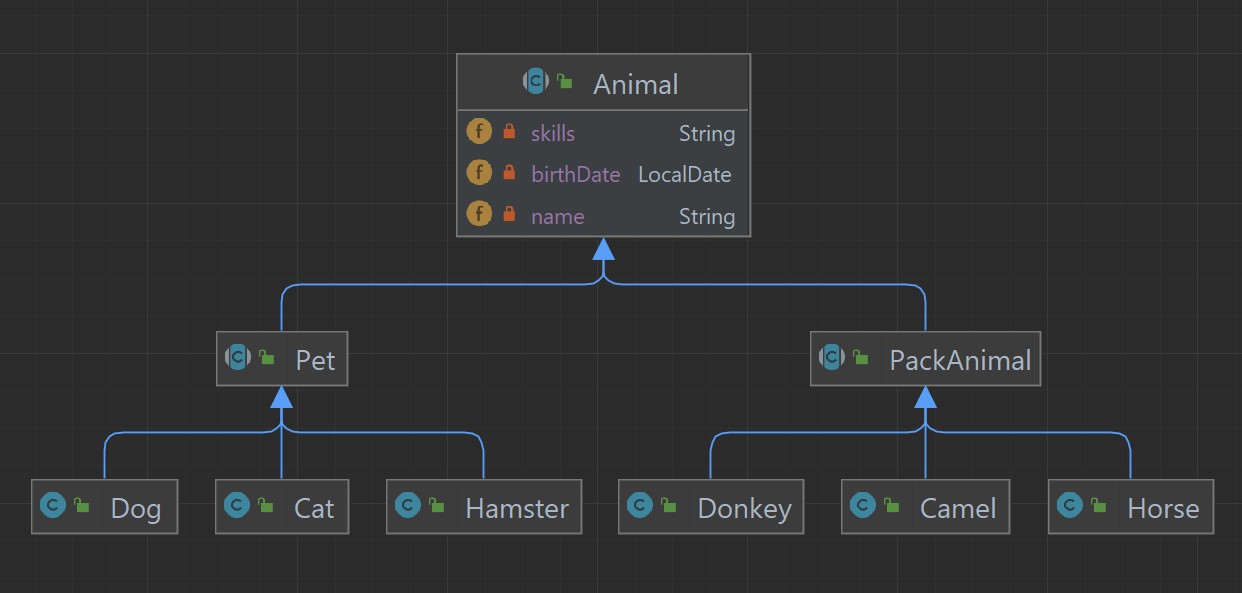 Animal
skills String
birthDate LocalDate
name String
Pet PackAnimal
Dog Cat Hamster Donkey Camel Horse